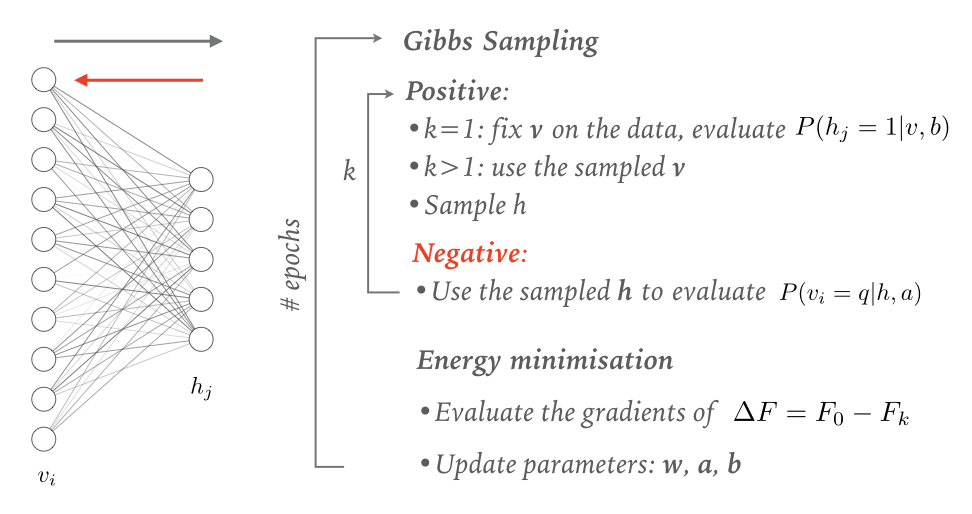 Gibbs Sampling
Positive:
•k=1: fix v on the data, evaluate P(h_j = 1|v, b)
k
•k>1: use the sampled v
•Sample h
# epochs
Negative:
•Use the sampled h to evaluate P(v_i = q|h, a)
Energy minimisation
h_j
•Evaluate the gradients of ΔF = F_0 − F_k
•Update parameters: w, a, b
v_i